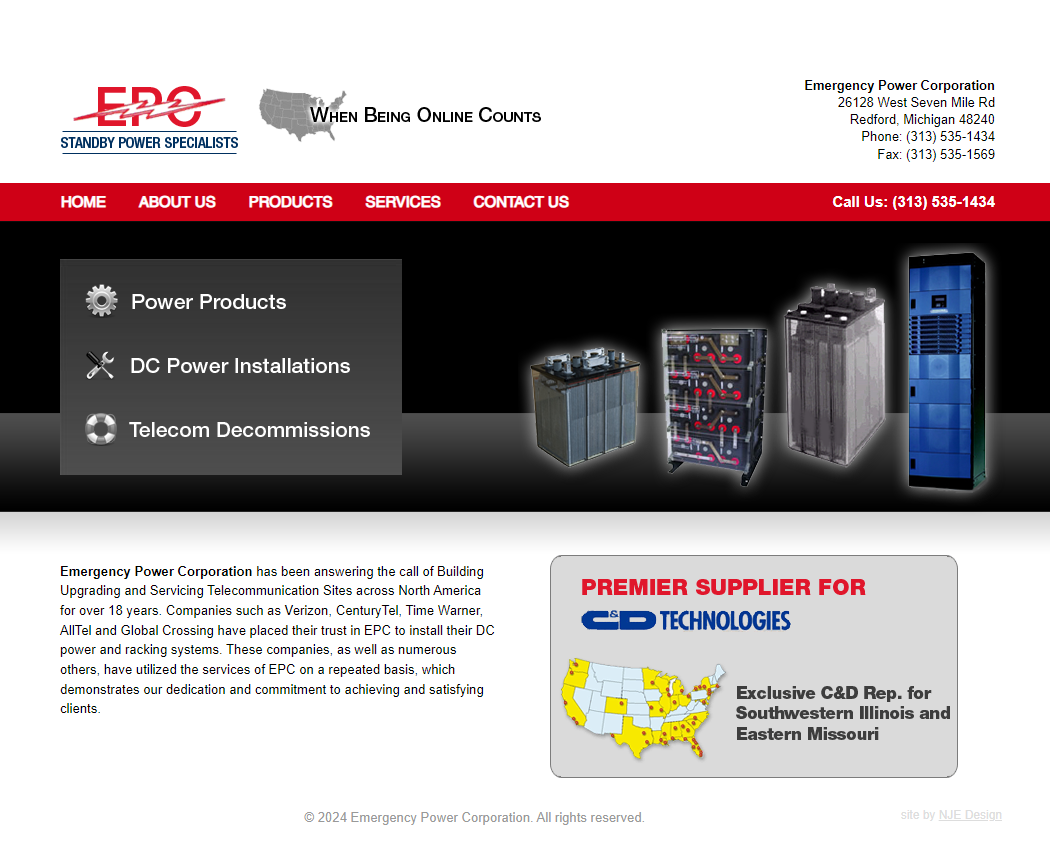 EPC
STANDBY POWER SPECIALISTS
When Being Online Counts
Emergency Power Corporation
26128 West Seven Mile Rd
Redford, Michigan 48240
Phone: (313) 535-1434
Fax: (313) 535-1569
HOME ABOUT US PRODUCTS SERVICES CONTACT US Call Us: (313) 535-1434
Power Products
DC Power Installations
Telecom Decommissions
Emergency Power Corporation has been answering the call of Building
Upgrading and Servicing Telecommunication Sites across North America
for over 18 years. Companies such as Verizon, CenturyTel, Time Warner,
AllTel and Global Crossing have placed their trust in EPC to install their DC
power and racking systems. These companies, as well as numerous
others, have utilized the services of EPC on a repeated basis, which
demonstrates our dedication and commitment to achieving and satisfying
clients.
PREMIER SUPPLIER FOR
C&D TECHNOLOGIES
Exclusive C&D Rep. for
Southwestern Illinois and
Eastern Missouri
© 2024 Emergency Power Corporation. All rights reserved.
site by NJE Design